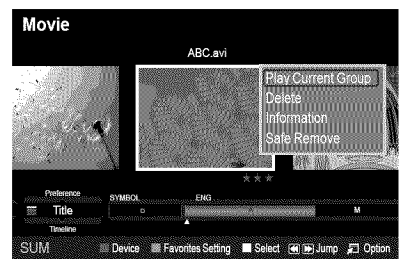 Movie
ABC.avi
Play Current Group
Delete
Information
Safe Remove
Preference
SYMBOL ENG
Title
M
Timeline
SUM Device Favorites Setting Select Jump Option